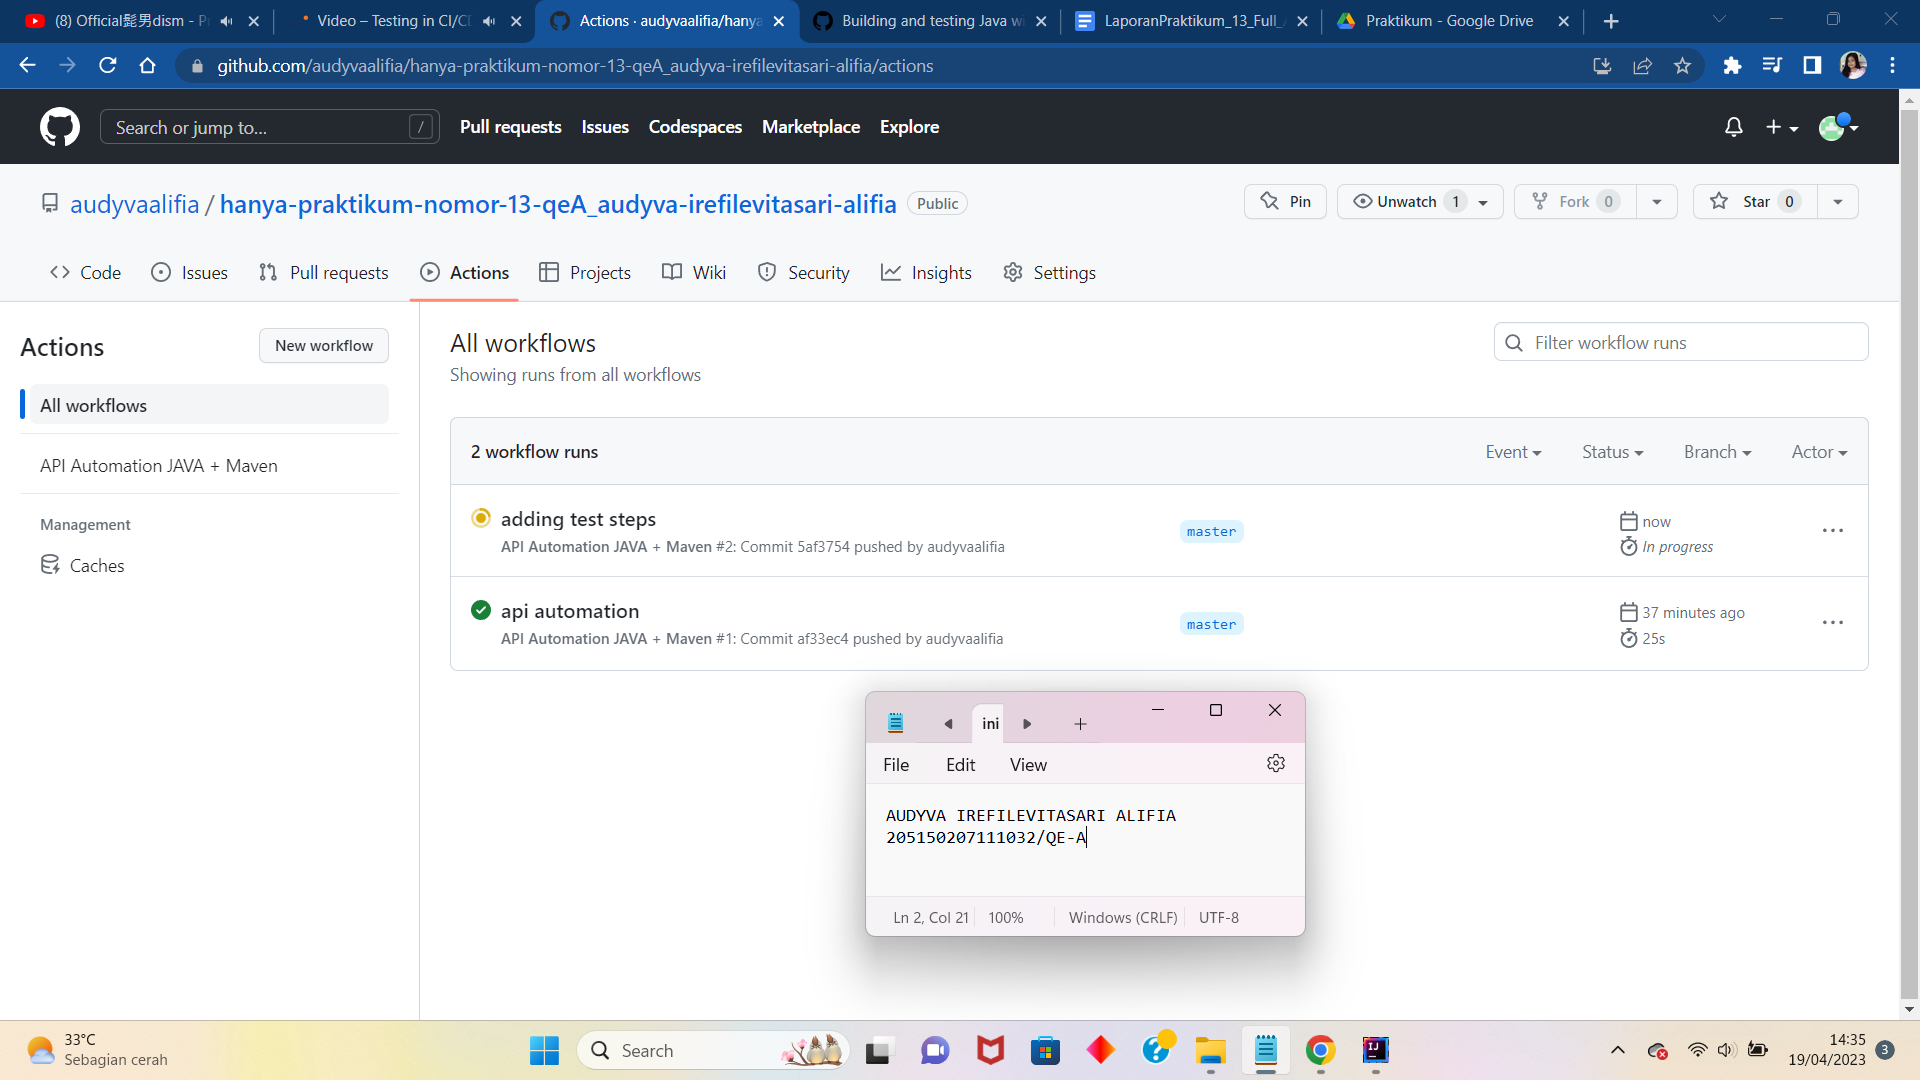 (8) Official髭男dism - P
Video – Testing in CI/CD
Actions · audyvaalifia/hanya
Building and testing Java wi
LaporanPraktikum_13_Full_
Praktikum - Google Drive
github.com/audyvaalifia/hanya-praktikum-nomor-13-qeA_audyva-irefilevitasari-alifia/actions
Search or jump to... /
Pull requests Issues Codespaces Marketplace Explore
audyvaalifia / hanya-praktikum-nomor-13-qeA_audyva-irefilevitasari-alifia Public
Pin Unwatch 1 Fork 0 Star 0
Code Issues Pull requests Actions Projects Wiki Security Insights Settings
Actions
New workflow
All workflows
API Automation JAVA + Maven
Management
Caches
All workflows
Showing runs from all workflows
Filter workflow runs
2 workflow runs Event Status Branch Actor
adding test steps
API Automation JAVA + Maven #2: Commit 5af3754 pushed by audyvaalifia
master
now
In progress
api automation
API Automation JAVA + Maven #1: Commit af33ec4 pushed by audyvaalifia
master
37 minutes ago
25s
ini
File Edit View
AUDYVA IREFILEVITASARI ALIFIA
205150207111032/QE-A
Ln 2, Col 21 100% Windows (CRLF) UTF-8
33°C
Sebagian cerah
Search
IJ
14:35
19/04/2023
3